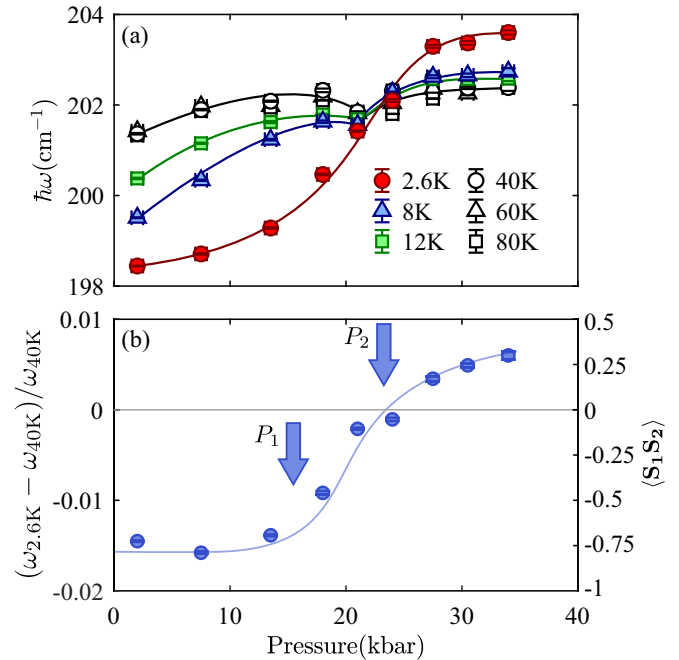 (a)
204
202
200
198
ħω(cm⁻¹)
2.6K
8K
12K
40K
60K
80K
(b)
0.01
0
-0.01
-0.02
(ω₂.₆K − ω₄₀K)/ω₄₀K
P₁
P₂
0.5
0.25
0
-0.25
-0.5
-0.75
-1
⟨S₁S₂⟩
0
10
20
30
40
Pressure(kbar)